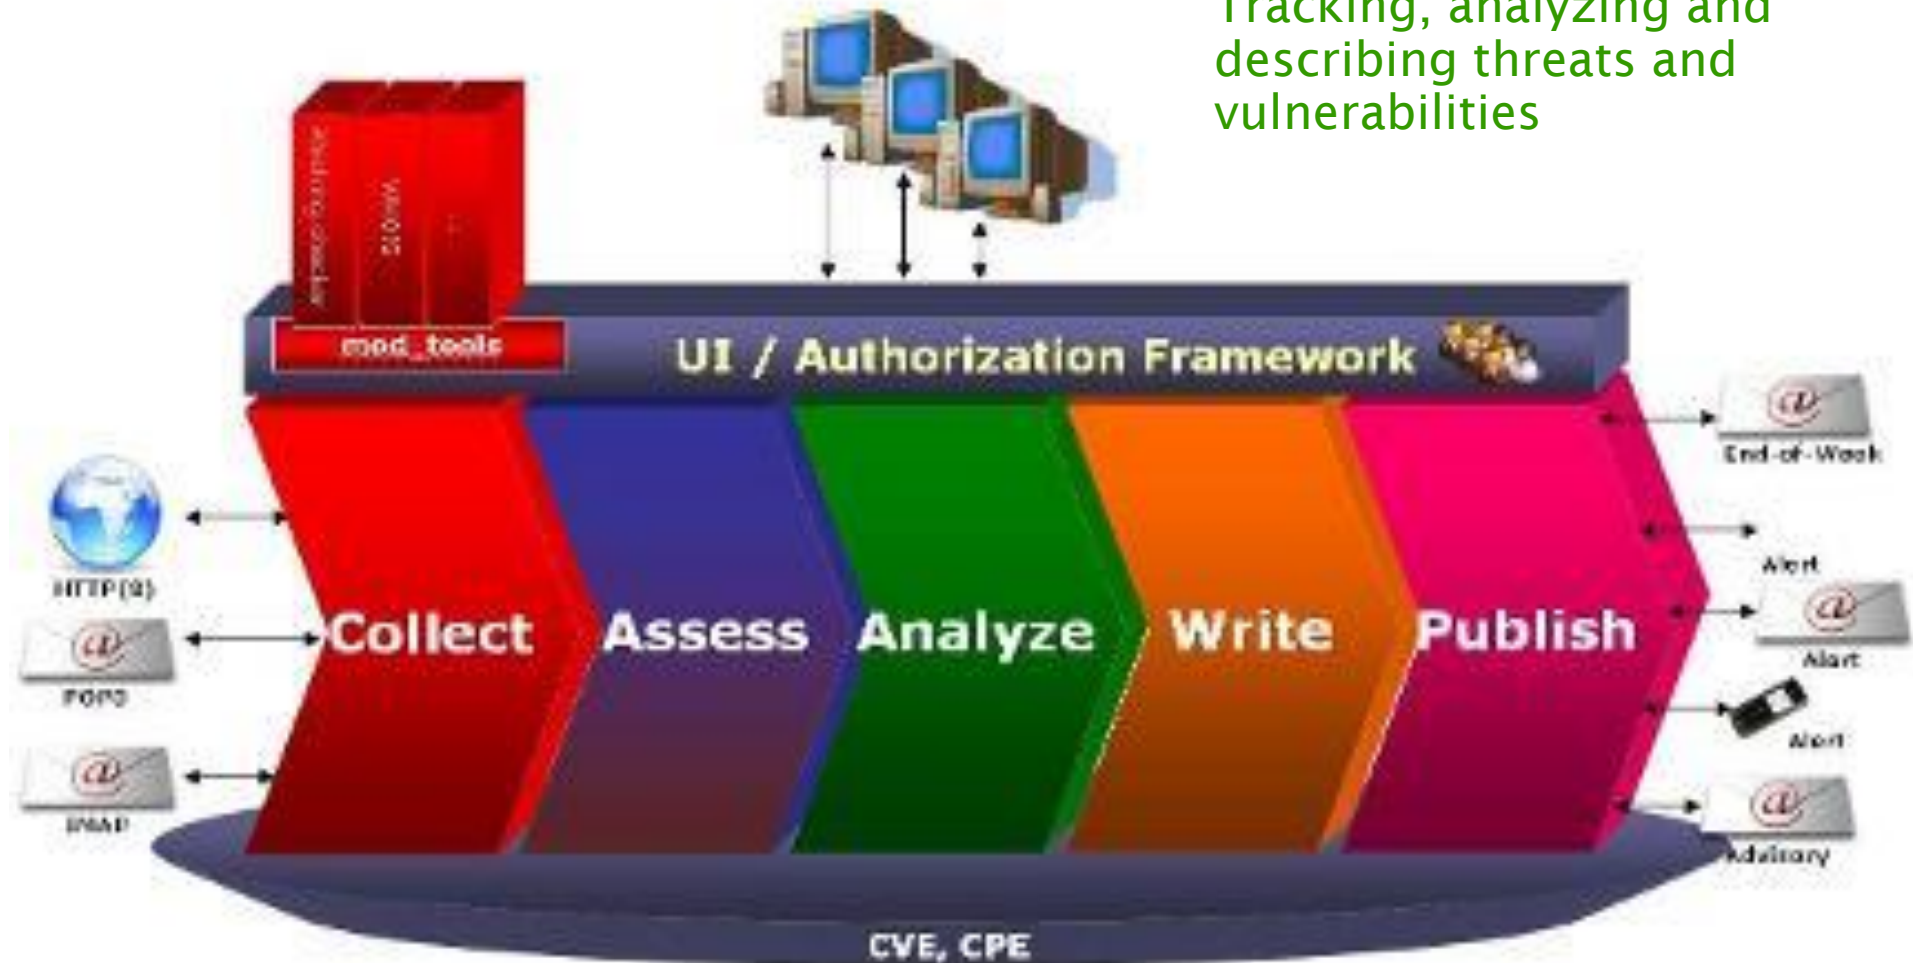 Tracking, analyzing and
describing threats and
vulnerabilities
mod_tools
UI / Authorization Framework
End-of-Week
HTTP(S)
Alert
Collect
Assess
Analyze
Write
Publish
POP3
Alert
IMAP
Alert
Advisory
CVE, CPE